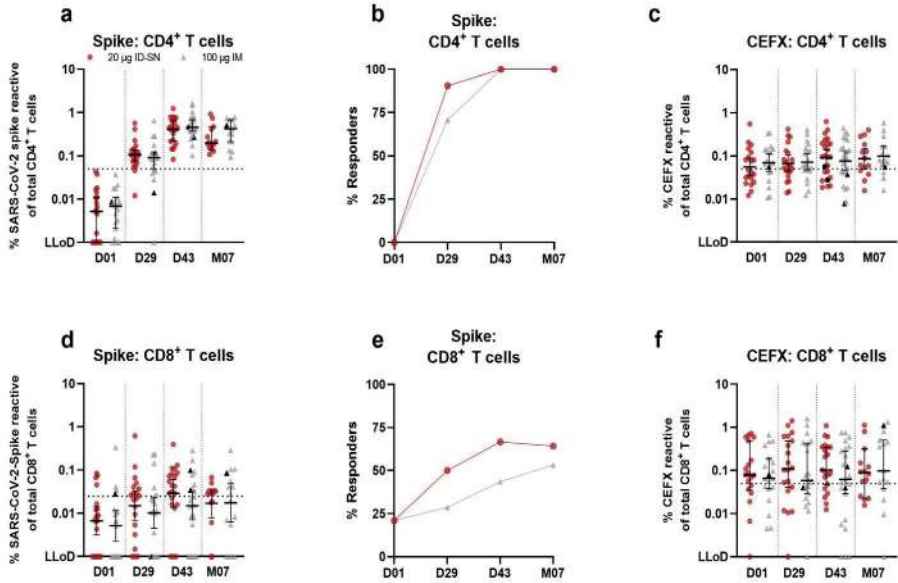 a
Spike: CD4+ T cells
20 µg ID-SN
100 µg IM
% SARS-CoV-2 spike reactive
of total CD4+ T cells
10
1
0.1
0.01
LLoD
D01 D29 D43 M07
b
Spike:
CD4+ T cells
% Responders
100
75
50
25
0
D01 D29 D43 M07
c
CEFX: CD4+ T cells
% CEFX reactive
of total CD4+ T cells
10
1
0.1
0.01
LLoD
D01 D29 D43 M07
d
Spike: CD8+ T cells
% SARS-CoV-2-Spike reactive
of total CD8+ T cells
10
1
0.1
0.01
LLoD
D01 D29 D43 M07
e
Spike:
CD8+ T cells
% Responders
100
75
50
25
0
D01 D29 D43 M07
f
CEFX: CD8+ T cells
% CEFX reactive
of total CD8+ T cells
10
1
0.1
0.01
LLoD
D01 D29 D43 M07